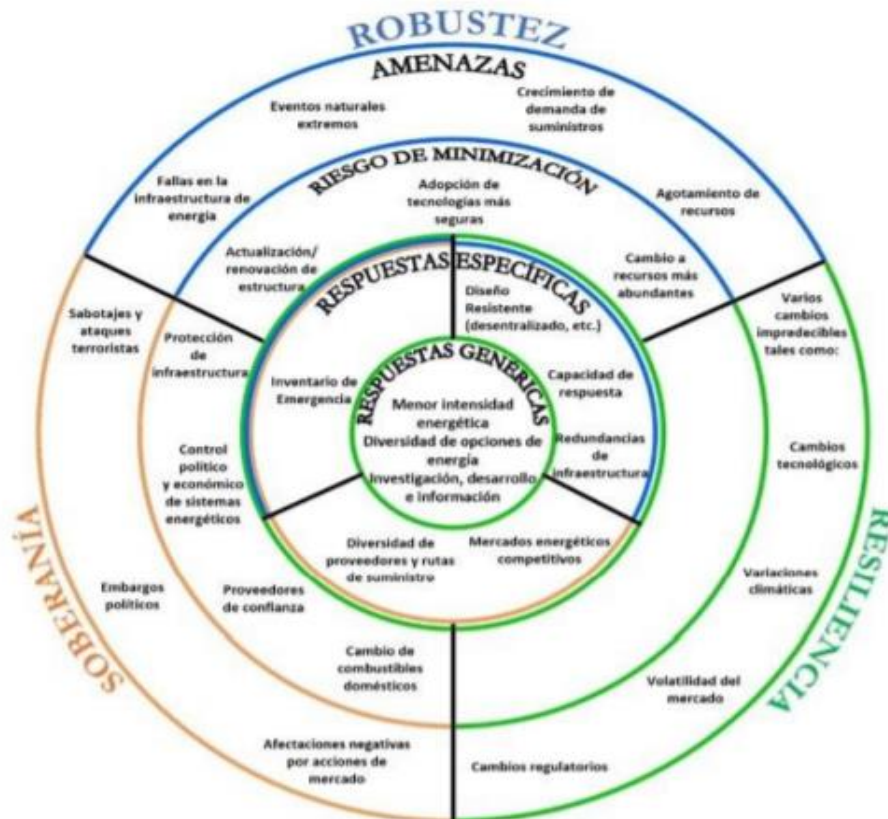 ROBUSTEZ
AMENAZAS
Eventos naturales
extremos
Crecimiento de
demanda de
suministros
Fallas en la
infraestructura de
energía
Agotamiento de
recursos
RIESGO DE MINIMIZACIÓN
Adopción de
tecnologías más
seguras
Actualización/
renovación de
estructura
Cambio a
recursos más
abundantes
SOBERANÍA
Sabotajes y
ataques
terroristas
Embargos
políticos
Afectaciones negativas
por acciones de
mercado
Protección
de
infraestructura
Control
político
y económico
de sistemas
energéticos
Proveedores
de confianza
Cambio de
combustibles
domésticos
RESILIENCIA
Varios
cambios
impredecibles
tales como:
Cambios
tecnológicos
Variaciones
climáticas
Volatilidad del
mercado
Cambios regulatorios
RESPUESTAS ESPECÍFICAS
Inventario de
Emergencia
Diseño
Resistente
(desentralizado, etc.)
Capacidad de
respuesta
Redundancias
de
infraestructura
Diversidad de
proveedores y rutas
de suministro
Mercados energéticos
competitivos
RESPUESTAS GENÉRICAS
Menor intensidad
energética
Diversidad de opciones de
energía
Investigación, desarrollo
e información